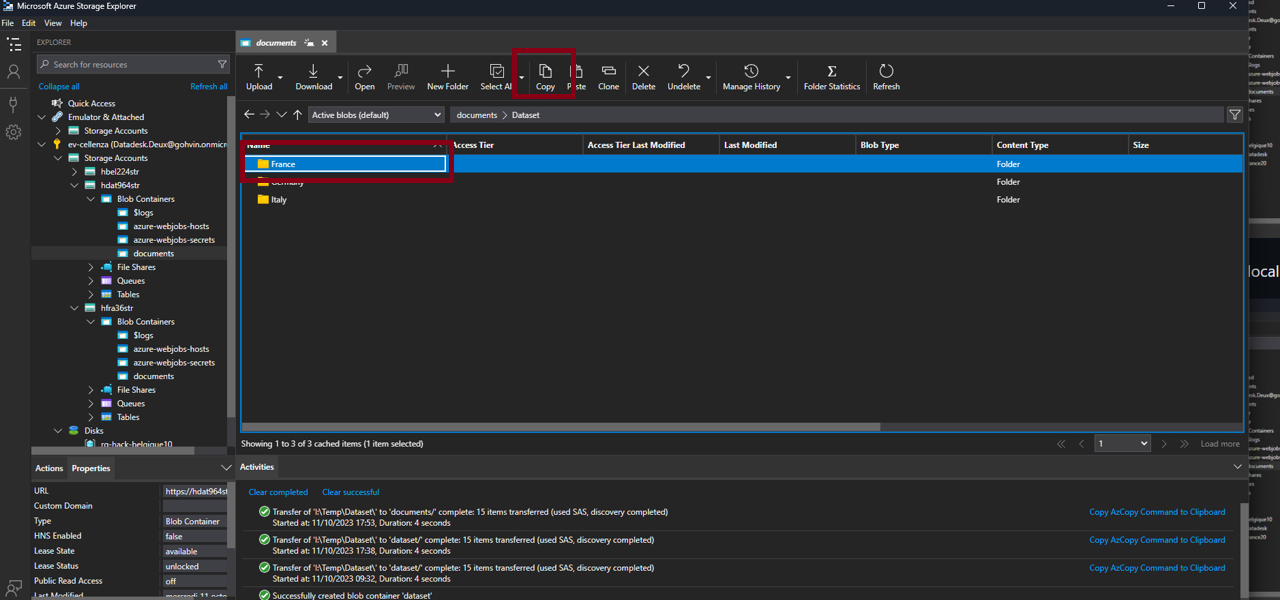 Microsoft Azure Storage Explorer
File Edit View Help
EXPLORER
documents
Search for resources
Collapse all Refresh all
Upload Download Open Preview New Folder Select All Copy Paste Clone Delete Undelete Manage History Folder Statistics Refresh
Active blobs (default) documents Dataset
Quick Access
Emulator & Attached
Storage Accounts
ev-cellenza (Datadesk.Deux@gohvin.onmicr
Storage Accounts
hbel224str
hdat964str
Blob Containers
$logs
azure-webjobs-hosts
azure-webjobs-secrets
documents
File Shares
Queues
Tables
hfra36str
Blob Containers
$logs
azure-webjobs-hosts
azure-webjobs-secrets
documents
File Shares
Queues
Tables
Disks
rg-hack-belgique10
Name Access Tier Access Tier Last Modified Last Modified Blob Type Content Type Size
France Folder
Germany Folder
Italy Folder
Showing 1 to 3 of 3 cached items (1 item selected)
1 Load more
Actions Properties
URL https://hdat964st
Custom Domain
Type Blob Container
HNS Enabled false
Lease State available
Lease Status unlocked
Public Read Access off
Last Modified mercredi 11 octo
Activities
Clear completed Clear successful
Transfer of 'I:\Temp\Dataset\' to 'documents/' complete: 15 items transferred (used SAS, discovery completed)
Started at: 11/10/2023 17:53, Duration: 4 seconds
Copy AzCopy Command to Clipboard
Transfer of 'I:\Temp\Dataset\' to 'dataset/' complete: 15 items transferred (used SAS, discovery completed)
Started at: 11/10/2023 17:38, Duration: 4 seconds
Copy AzCopy Command to Clipboard
Transfer of 'I:\Temp\Dataset\' to 'dataset/' complete: 15 items transferred (used SAS, discovery completed)
Started at: 11/10/2023 09:32, Duration: 4 seconds
Copy AzCopy Command to Clipboard
Successfully created blob container 'dataset'
local